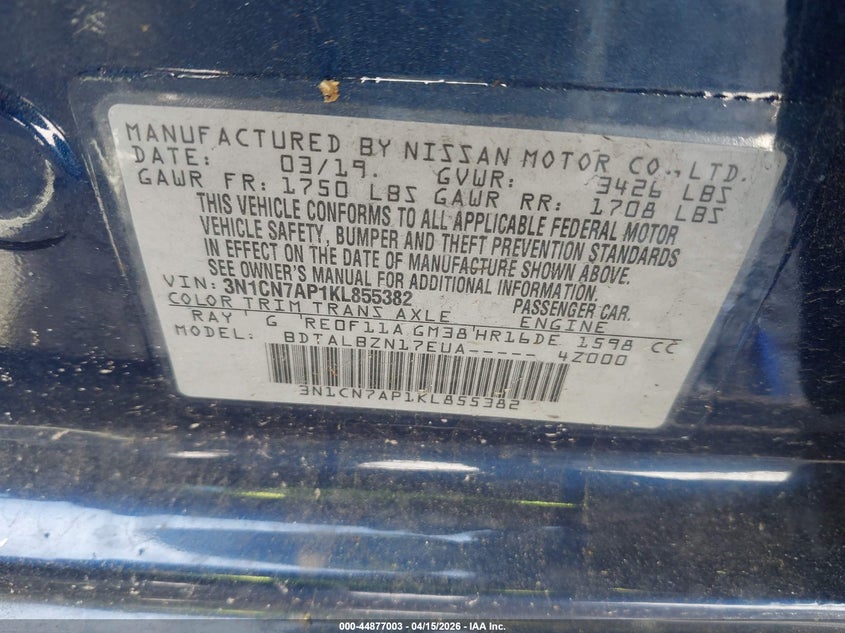 MANUFACTURED BY NISSAN MOTOR CO., LTD.
DATE: 03/19. GVWR: 3426 LBS
GAWR FR: 1750 LBS GAWR RR: 1708 LBS
THIS VEHICLE CONFORMS TO ALL APPLICABLE FEDERAL MOTOR
VEHICLE SAFETY, BUMPER AND THEFT PREVENTION STANDARDS
IN EFFECT ON THE DATE OF MANUFACTURE SHOWN ABOVE.
SEE OWNER'S MANUAL FOR ADDITIONAL INFORMATION.
VIN: 3N1CN7AP1KL855382 PASSENGER CAR.
COLOR TRIM TRANS AXLE ENGINE
RAY G RE0F11A GM38 HR16DE 1598 CC
MODEL: BDTALBZN17EUA----- 4Z000
3N1CN7AP1KL855382
000-44877003 - 04/15/2026 - IAA Inc.